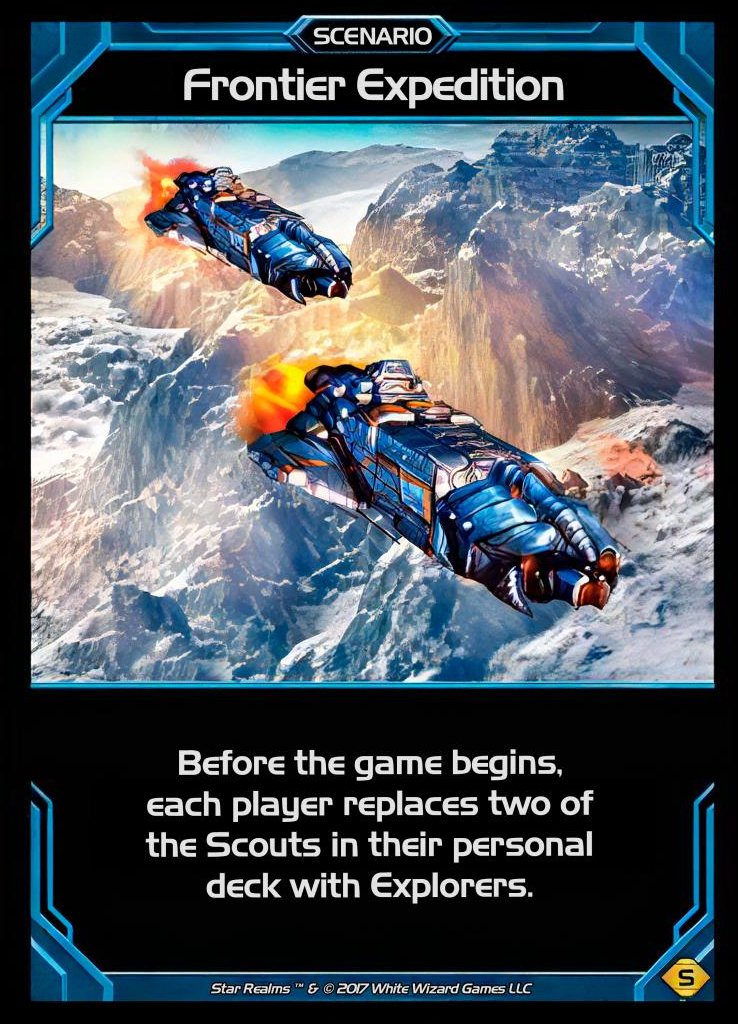 SCENARIO
Frontier Expedition
Before the game begins,
each player replaces two of
the Scouts in their personal
deck with Explorers.
Star Realms ™ & © 2017 White Wizard Games LLC
S